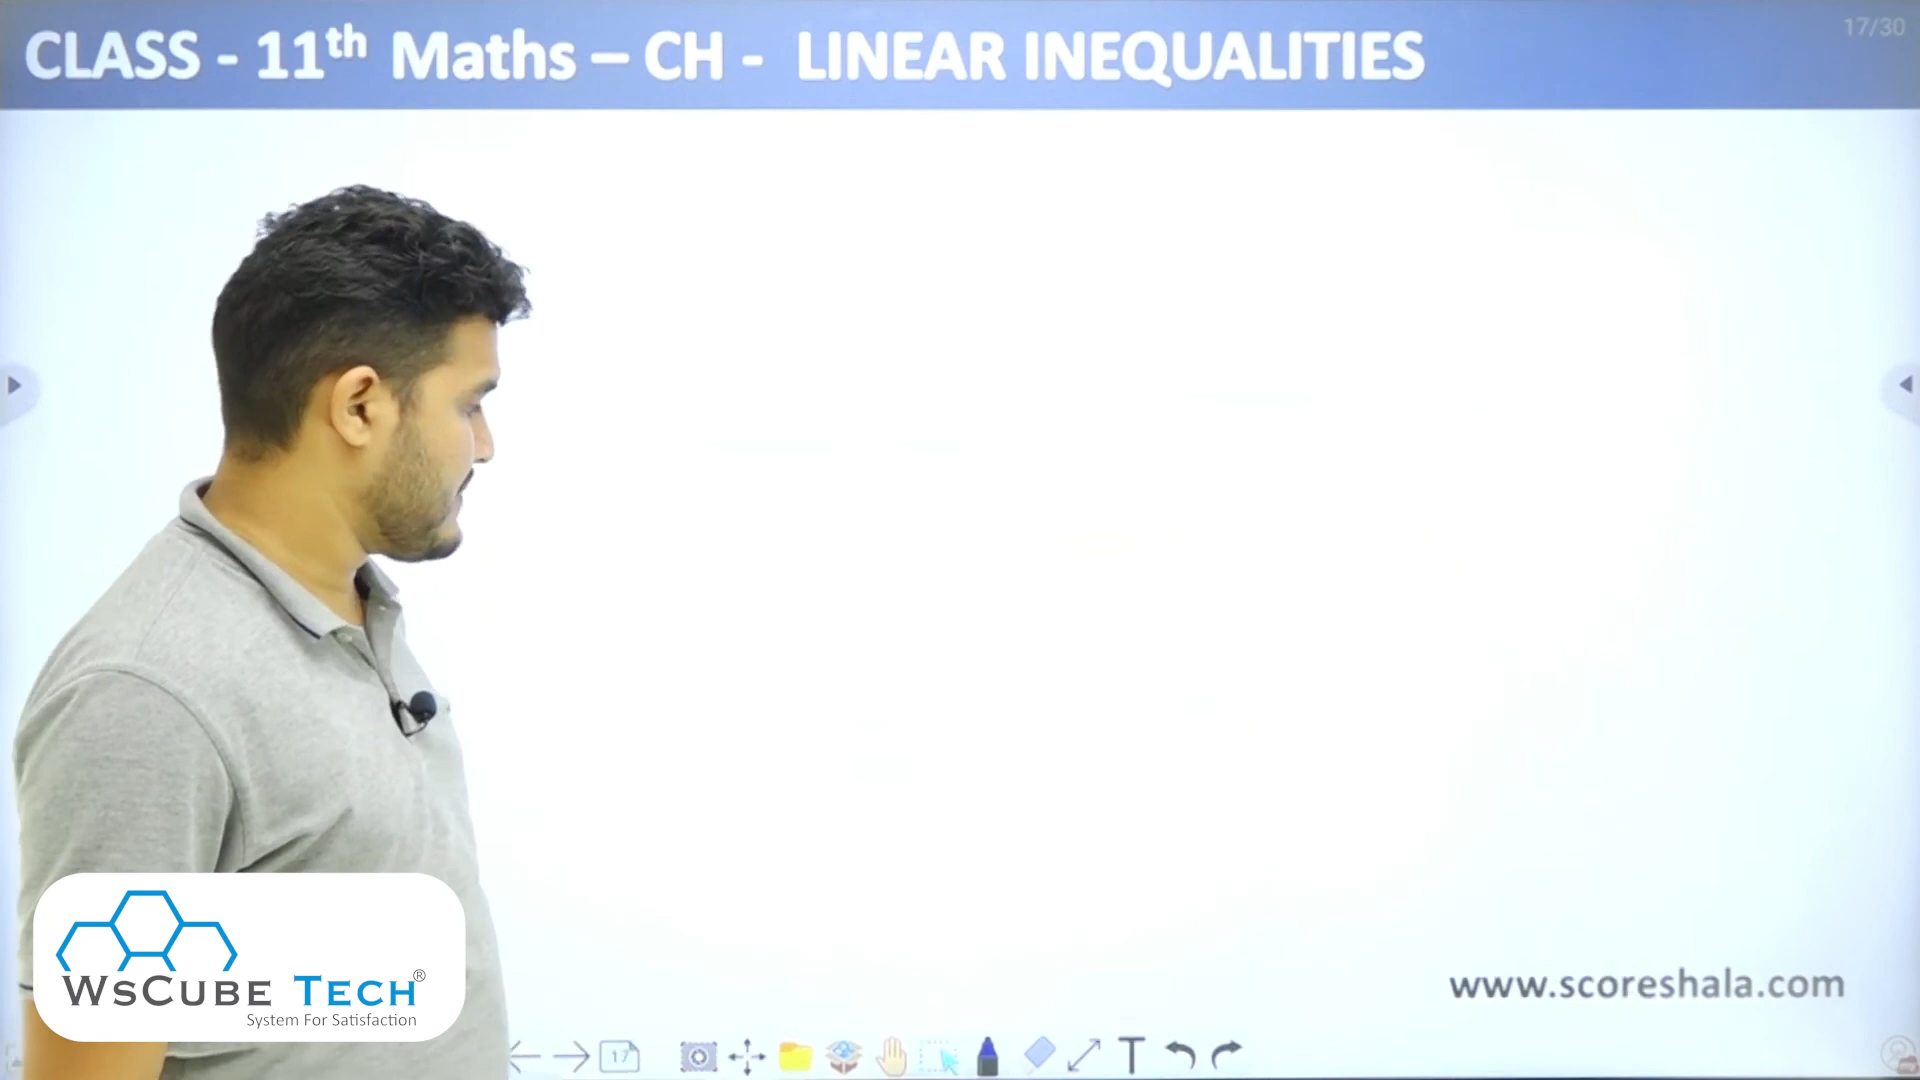 CLASS - 11th Maths – CH - LINEAR INEQUALITIES
17/30
WSCUBE TECH®
System For Satisfaction
www.scoreshala.com
17
T